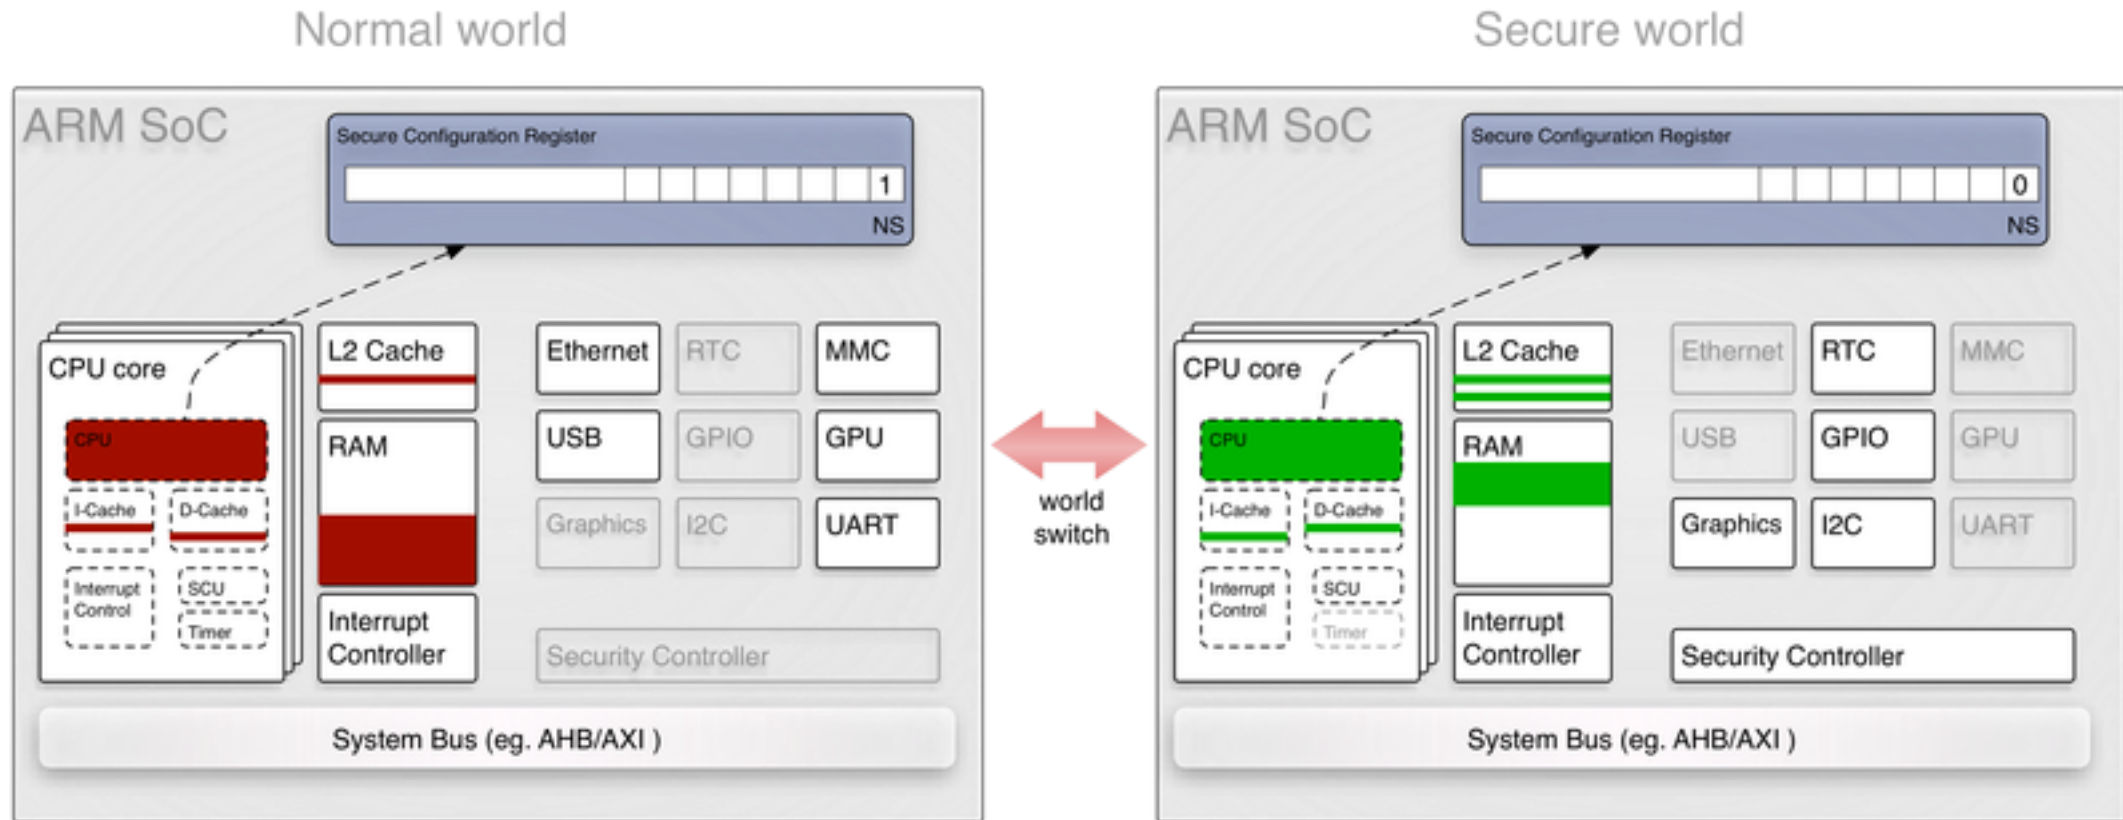 Normal world
Secure world
ARM SoC
Secure Configuration Register
1
NS
CPU core
CPU
I-Cache
D-Cache
Interrupt
Control
SCU
Timer
L2 Cache
RAM
Interrupt
Controller
Ethernet
RTC
MMC
USB
GPIO
GPU
Graphics
I2C
UART
Security Controller
System Bus (eg. AHB/AXI )
world
switch
ARM SoC
Secure Configuration Register
0
NS
CPU core
CPU
I-Cache
D-Cache
Interrupt
Control
SCU
Timer
L2 Cache
RAM
Interrupt
Controller
Ethernet
RTC
MMC
USB
GPIO
GPU
Graphics
I2C
UART
Security Controller
System Bus (eg. AHB/AXI )